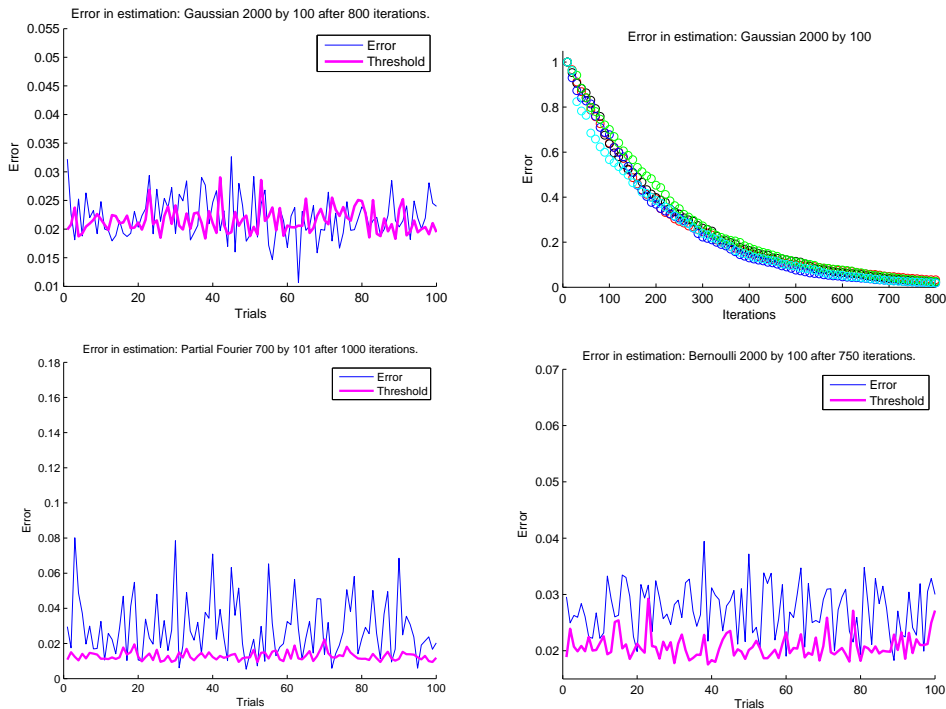 Error in estimation: Gaussian 2000 by 100 after 800 iterations.
0.055
0.05
0.045
0.04
0.035
0.03
0.025
0.02
0.015
0.01
Error
Error
Threshold
0 20 40 60 80 100
Trials
Error in estimation: Gaussian 2000 by 100
1
0.8
0.6
0.4
0.2
0
Error
0 100 200 300 400 500 600 700 800
Iterations
Error in estimation: Partial Fourier 700 by 101 after 1000 iterations.
0.18
0.16
0.14
0.12
0.1
0.08
0.06
0.04
0.02
0
Error
Error
Threshold
0 20 40 60 80 100
Trials
Error in estimation: Bernoulli 2000 by 100 after 750 iterations.
0.07
0.06
0.05
0.04
0.03
0.02
Error
Error
Threshold
0 20 40 60 80 100
Trials